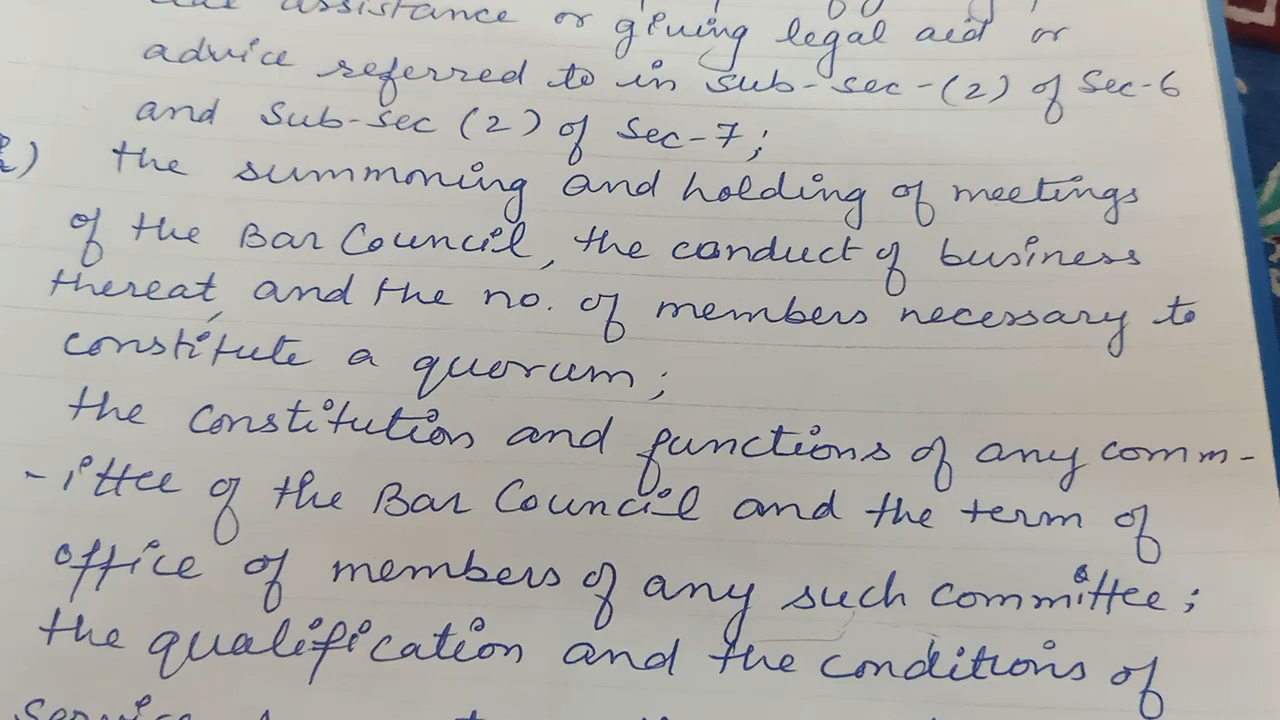 assistance or giving legal aid or
advice referred to in sub-sec-(2) of Sec-6
and Sub-sec (2) of Sec-7;
) the summoning and holding of meetings
of the Bar Council, the conduct of business
thereat, and the no. of members necessary to
constitute a quorum;
the constitution and functions of any comm-
-ittee of the Bar Council and the term of
office of members of any such committee;
the qualification and the conditions of
service